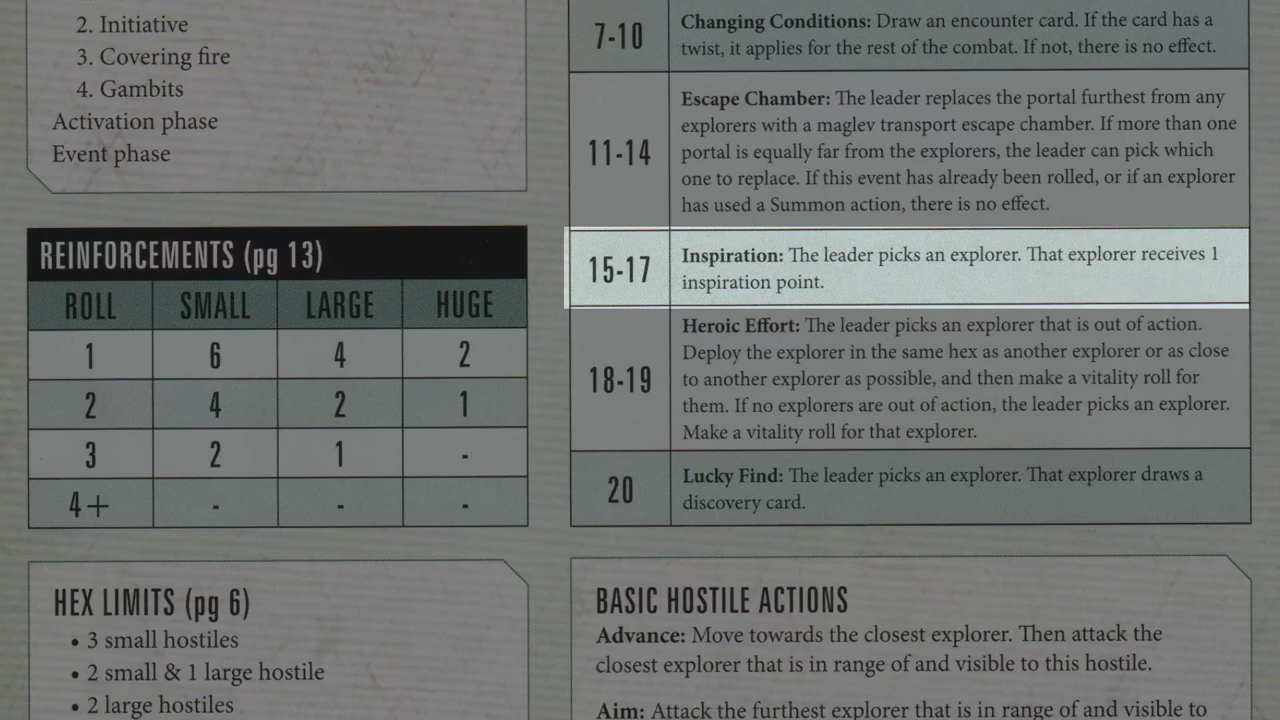 2. Initiative
3. Covering fire
4. Gambits
Activation phase
Event phase
REINFORCEMENTS (pg 13)
ROLL SMALL LARGE HUGE
1 6 4 2
2 4 2 1
3 2 1 -
4+ - - -
HEX LIMITS (pg 6)
• 3 small hostiles
• 2 small & 1 large hostile
• 2 large hostiles
7-10
Changing Conditions: Draw an encounter card. If the card has a
twist, it applies for the rest of the combat. If not, there is no effect.
11-14
Escape Chamber: The leader replaces the portal furthest from any
explorers with a maglev transport escape chamber. If more than one
portal is equally far from the explorers, the leader can pick which
one to replace. If this event has already been rolled, or if an explorer
has used a Summon action, there is no effect.
15-17
Inspiration: The leader picks an explorer. That explorer receives 1
inspiration point.
18-19
Heroic Effort: The leader picks an explorer that is out of action.
Deploy the explorer in the same hex as another explorer or as close
to another explorer as possible, and then make a vitality roll for
them. If no explorers are out of action, the leader picks an explorer.
Make a vitality roll for that explorer.
20
Lucky Find: The leader picks an explorer. That explorer draws a
discovery card.
BASIC HOSTILE ACTIONS
Advance: Move towards the closest explorer. Then attack the
closest explorer that is in range of and visible to this hostile.
Aim: Attack the furthest explorer that is in range of and visible to